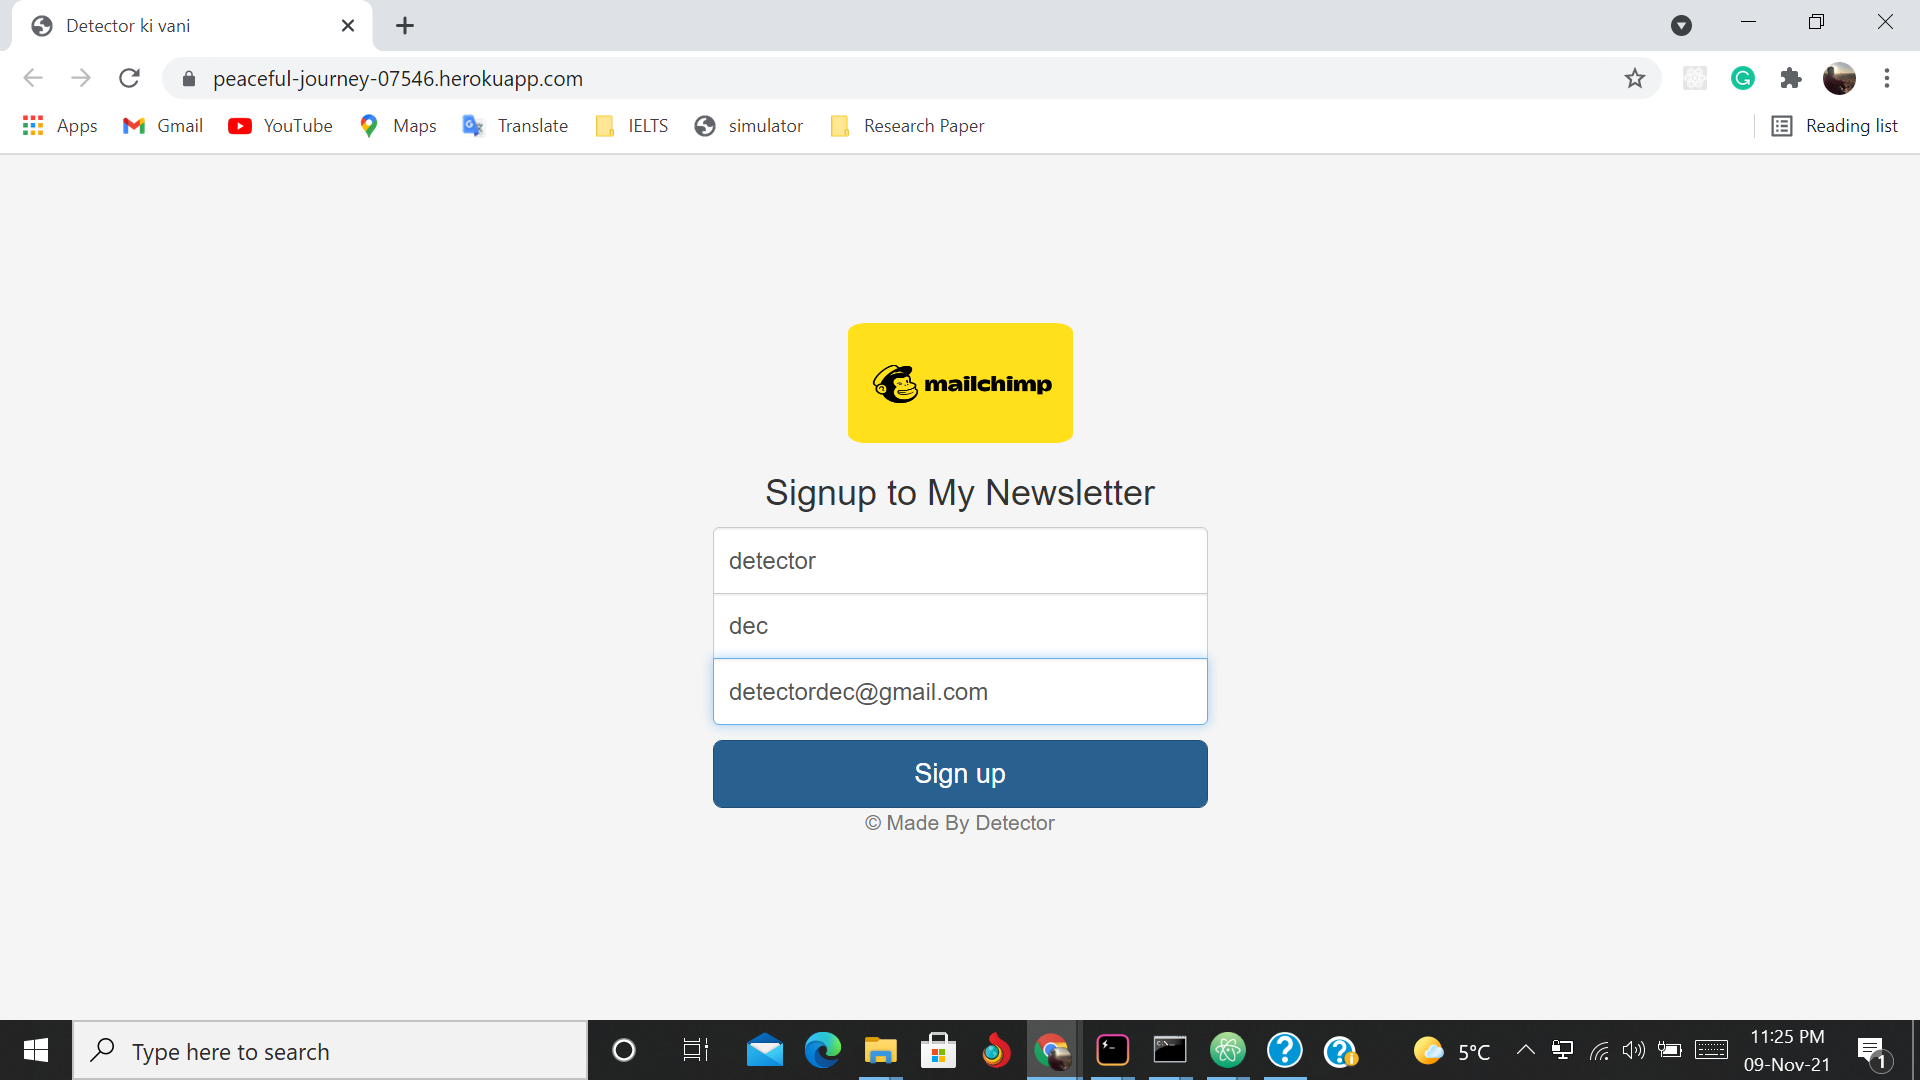 Detector ki vani
peaceful-journey-07546.herokuapp.com
Apps Gmail YouTube Maps Translate IELTS simulator Research Paper Reading list
mailchimp
Signup to My Newsletter
detector
dec
detectordec@gmail.com
Sign up
© Made By Detector
Type here to search
5°C
11:25 PM
09-Nov-21
1